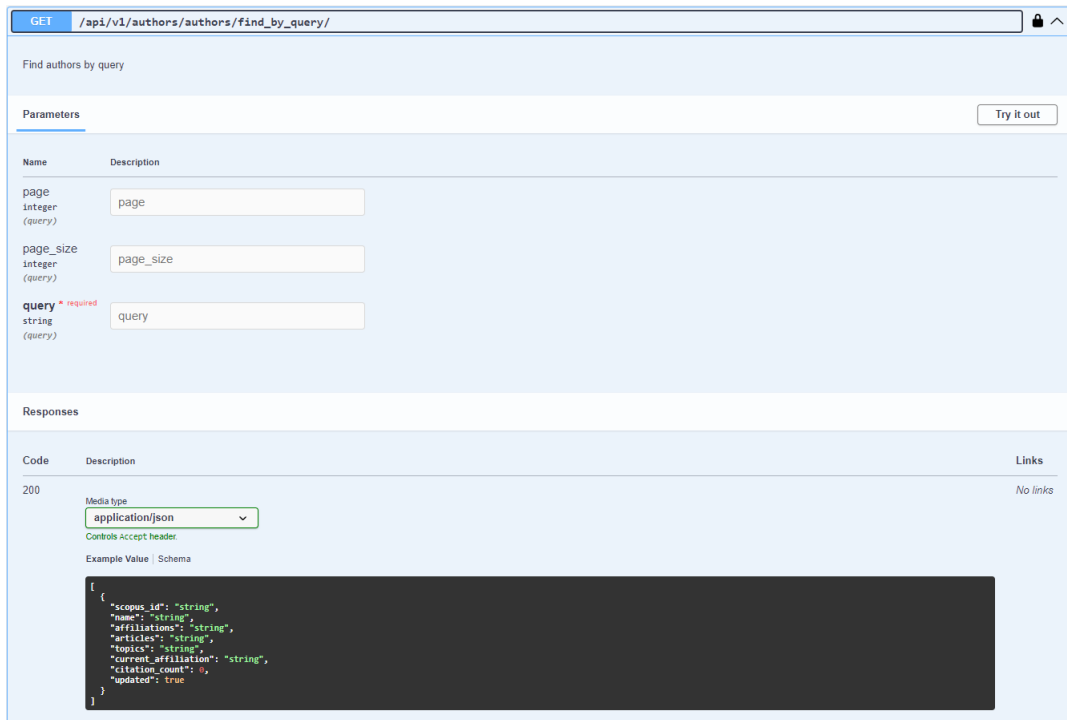 GET /api/v1/authors/authors/find_by_query/
Find authors by query
Parameters
Try it out
Name Description
page
integer
(query)
page
page_size
integer
(query)
page_size
query * required
string
(query)
query
Responses
Code Description Links
200 No links
Media type
application/json
Controls Accept header.
Example Value | Schema
[
{
"scopus_id": "string",
"name": "string",
"affiliations": "string",
"articles": "string",
"topics": "string",
"current_affiliation": "string",
"citation_count": 0,
"updated": true
}
]